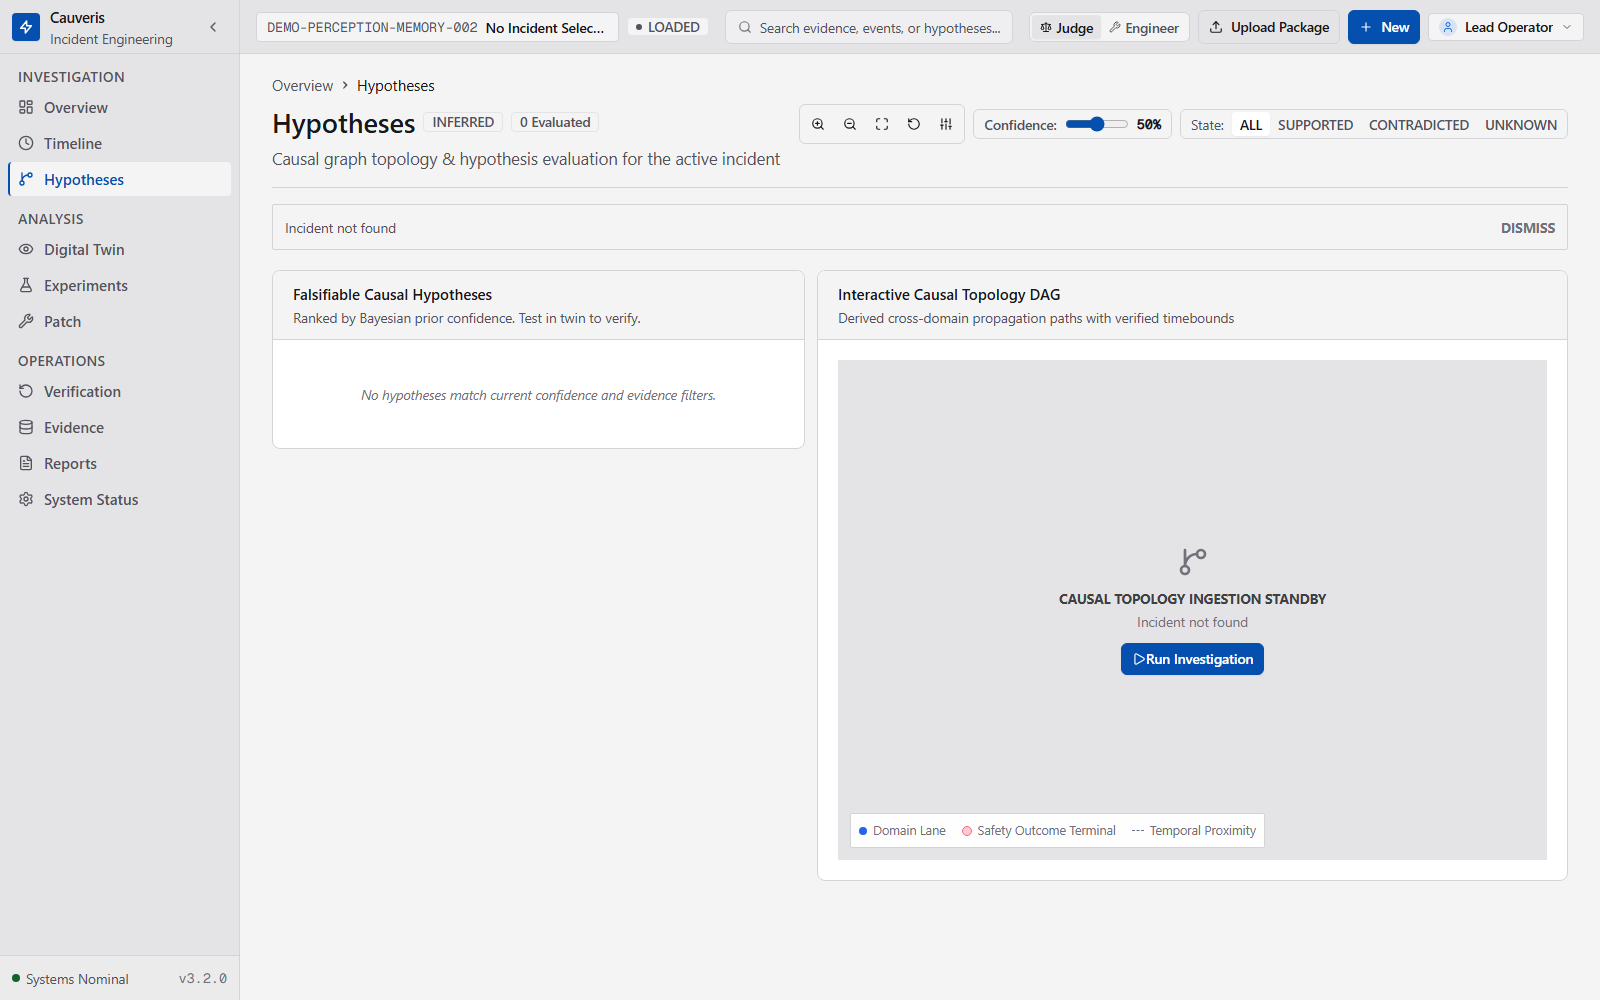 Cauveris
Incident Engineering
DEMO-PERCEPTION-MEMORY-002 No Incident Selec...
LOADED
Search evidence, events, or hypotheses...
Judge
Engineer
Upload Package
New
Lead Operator
INVESTIGATION
Overview
Timeline
Hypotheses
ANALYSIS
Digital Twin
Experiments
Patch
OPERATIONS
Verification
Evidence
Reports
System Status
Systems Nominal
v3.2.0
Overview > Hypotheses
Hypotheses
INFERRED
0 Evaluated
Causal graph topology & hypothesis evaluation for the active incident
Confidence: 50%
State: ALL SUPPORTED CONTRADICTED UNKNOWN
Incident not found
DISMISS
Falsifiable Causal Hypotheses
Ranked by Bayesian prior confidence. Test in twin to verify.
No hypotheses match current confidence and evidence filters.
Interactive Causal Topology DAG
Derived cross-domain propagation paths with verified timebounds
CAUSAL TOPOLOGY INGESTION STANDBY
Incident not found
Run Investigation
Domain Lane
Safety Outcome Terminal
Temporal Proximity